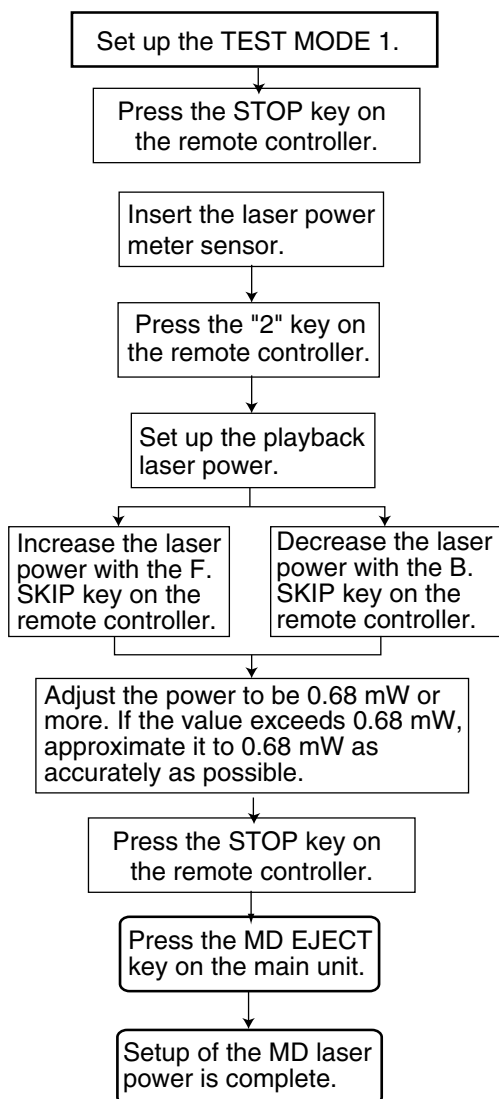 Set up the TEST MODE 1.
Press the STOP key on
the remote controller.
Insert the laser power
meter sensor.
Press the "2" key on
the remote controller.
Set up the playback
laser power.
Increase the laser
power with the F.
SKIP key on the
remote controller.
Decrease the laser
power with the B.
SKIP key on the
remote controller.
Adjust the power to be 0.68 mW or
more. If the value exceeds 0.68 mW,
approximate it to 0.68 mW as
accurately as possible.
Press the STOP key on
the remote controller.
Press the MD EJECT
key on the main unit.
Setup of the MD laser
power is complete.